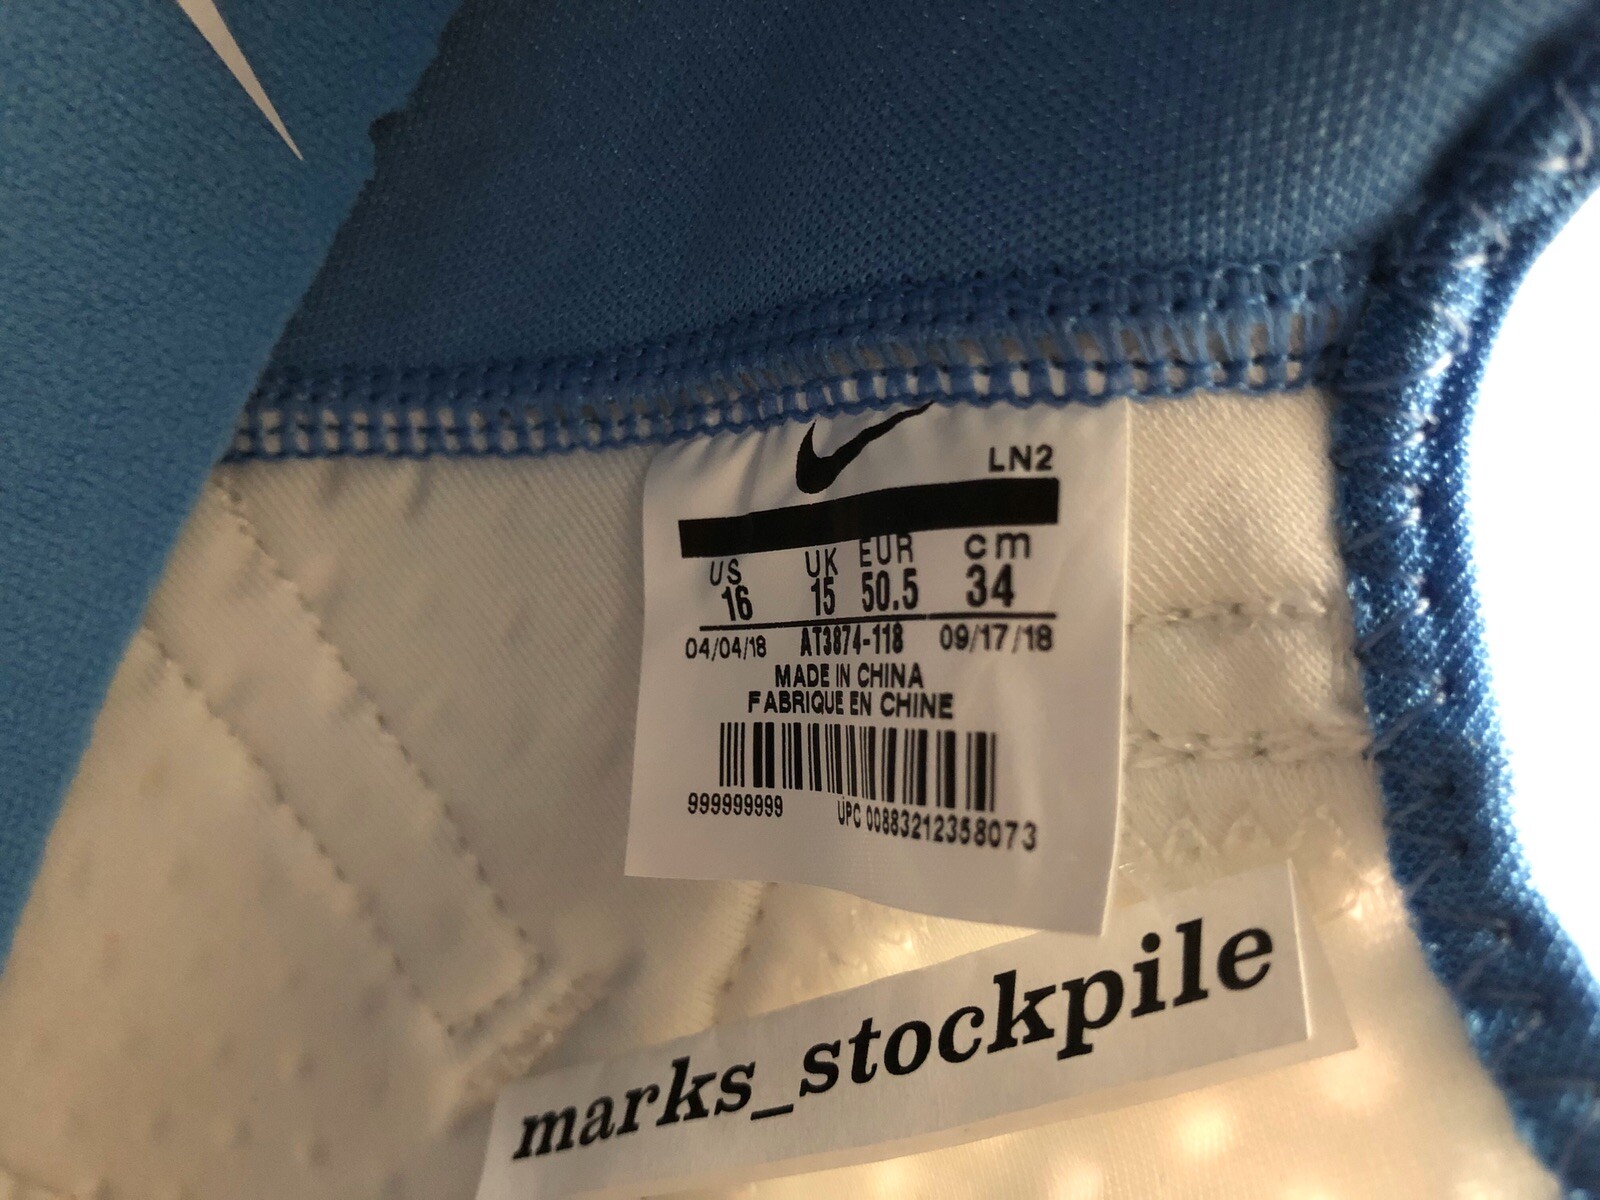 LN2
US UK EUR cm
16 15 50.5 34
04/04/18 AT3874-118 09/17/18
MADE IN CHINA
FABRIQUE EN CHINE
999999999 UPC 00883212358073
marks_stockpile